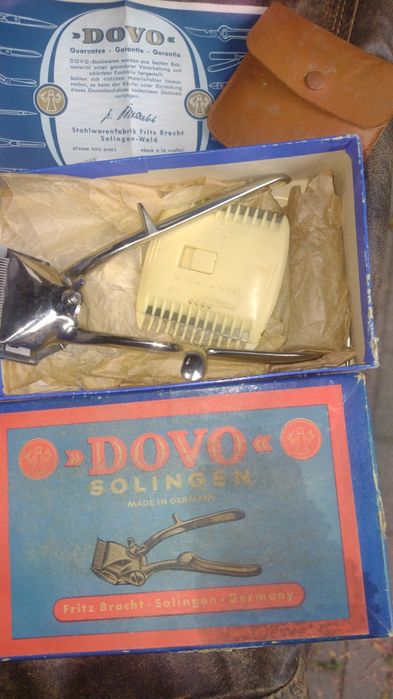 »DOVO«
Guarantee - Garantie - Garantia
DOVO-Stahlwaren werden aus bestem Roh-
material unter genauester Verarbeitung und
schärfster Kontrolle hergestellt.
Sollten sich trotzdem Materialfehler heraus-
stellen, so kann der Käufer unter Einreichung
dieses Garantiescheines kostenlosen Umtausch
verlangen.
Stahlwarenfabrik Fritz Bracht
Solingen-Wald
please turn page!
»DOVO«
SOLINGEN
MADE IN GERMANY
Fritz Bracht - Solingen - Germany